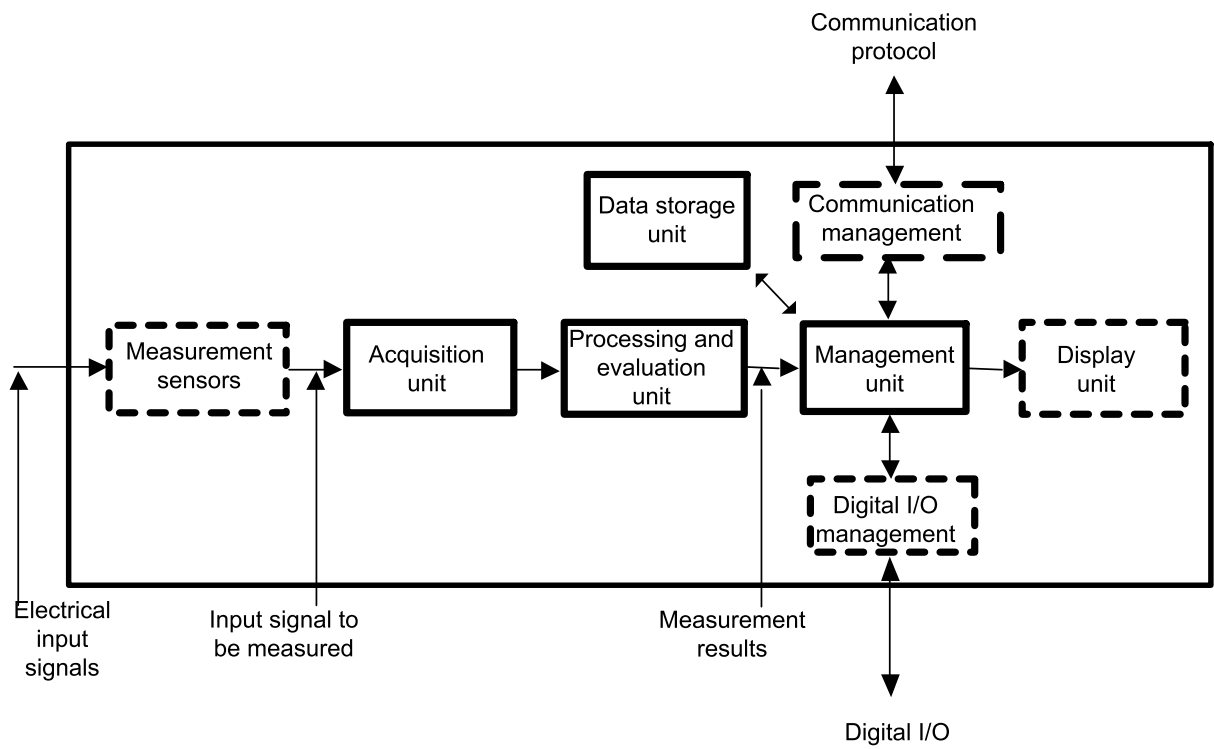 Communication
protocol
Data storage
unit
Communication
management
Measurement
sensors
Acquisition
unit
Processing and
evaluation
unit
Management
unit
Display
unit
Digital I/O
management
Electrical
input
signals
Input signal to
be measured
Measurement
results
Digital I/O